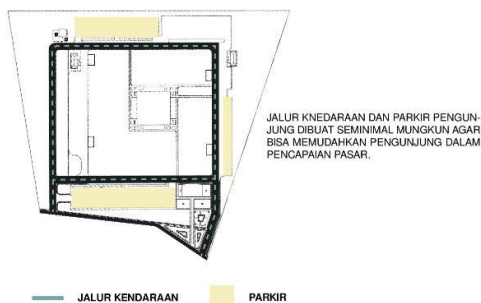 JALUR KNEDARAAN DAN PARKIR PENGUN-
JUNG DIBUAT SEMINIMAL MUNGKUN AGAR
BISA MEMUDAHKAN PENGUNJUNG DALAM
PENCAPAIAN PASAR.
JALUR KENDARAAN
PARKIR